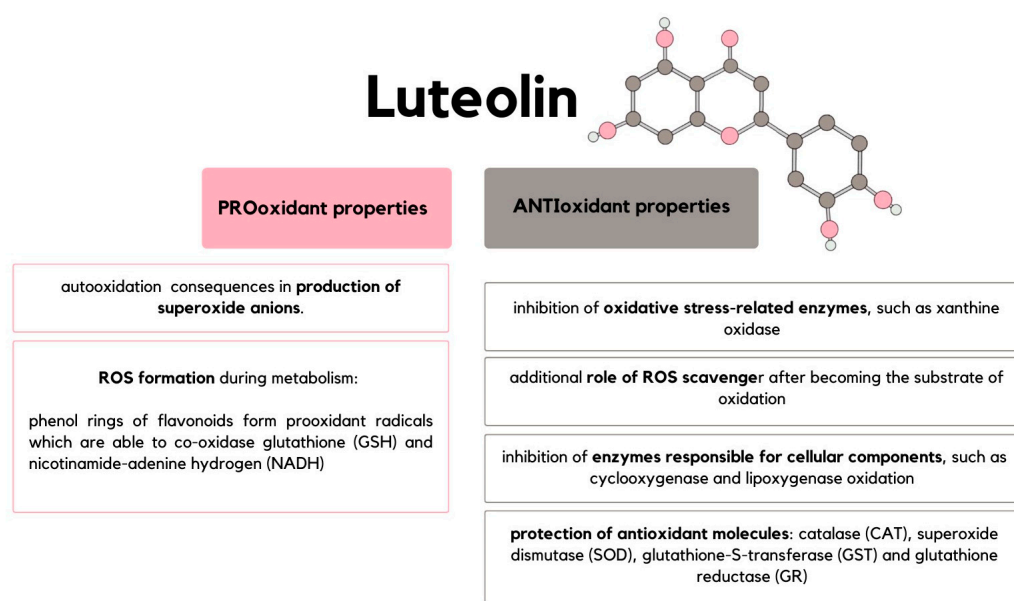 Luteolin
PROoxidant properties
autooxidation consequences in production of
superoxide anions.
ROS formation during metabolism:
phenol rings of flavonoids form prooxidant radicals
which are able to co-oxidase glutathione (GSH) and
nicotinamide-adenine hydrogen (NADH)
ANTIoxidant properties
inhibition of oxidative stress-related enzymes, such as xanthine
oxidase
additional role of ROS scavenger after becoming the substrate of
oxidation
inhibition of enzymes responsible for cellular components, such as
cyclooxygenase and lipoxygenase oxidation
protection of antioxidant molecules: catalase (CAT), superoxide
dismutase (SOD), glutathione-S-transferase (GST) and glutathione
reductase (GR)